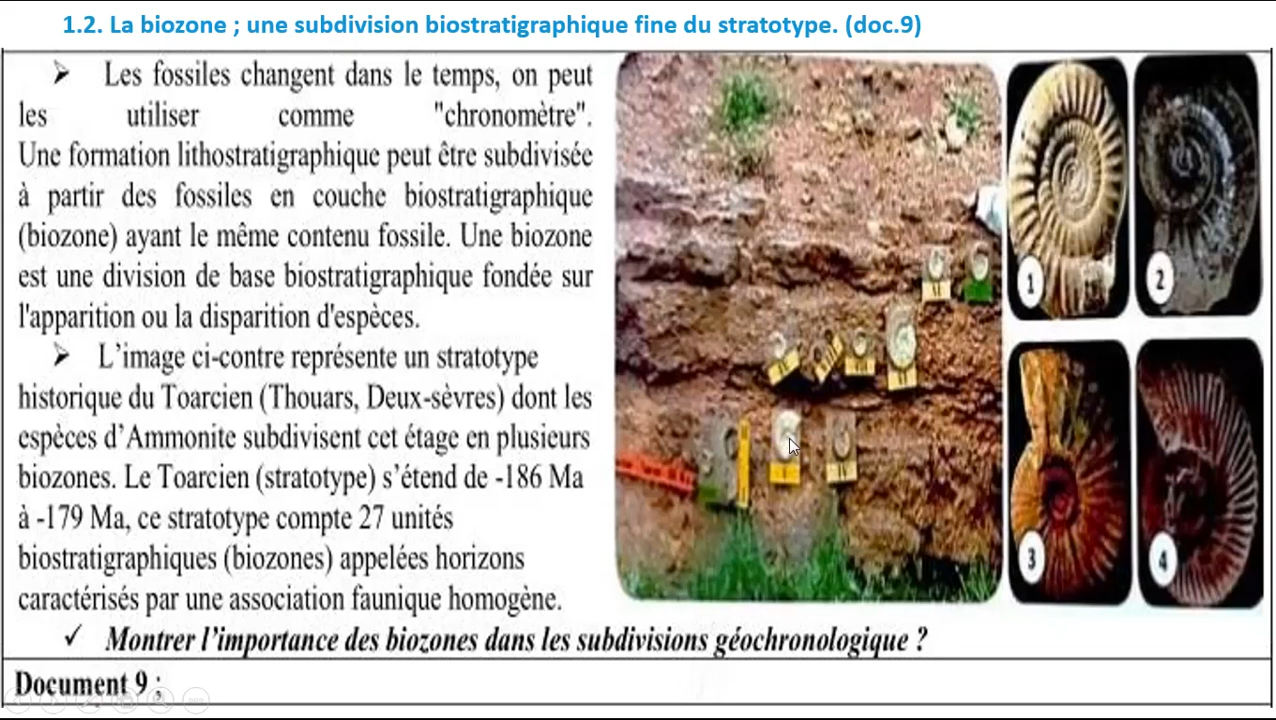 1.2. La biozone ; une subdivision biostratigraphique fine du stratotype. (doc.9)
➤ Les fossiles changent dans le temps, on peut
les utiliser comme "chronomètre".
Une formation lithostratigraphique peut être subdivisée
à partir des fossiles en couche biostratigraphique
(biozone) ayant le même contenu fossile. Une biozone
est une division de base biostratigraphique fondée sur
l'apparition ou la disparition d'espèces.
➤ L'image ci-contre représente un stratotype
historique du Toarcien (Thouars, Deux-sèvres) dont les
espèces d'Ammonite subdivisent cet étage en plusieurs
biozones. Le Toarcien (stratotype) s'étend de -186 Ma
à -179 Ma, ce stratotype compte 27 unités
biostratigraphiques (biozones) appelées horizons
caractérisés par une association faunique homogène.
✓ Montrer l'importance des biozones dans les subdivisions géochronologique ?
Document 9 ;
1
2
3
4